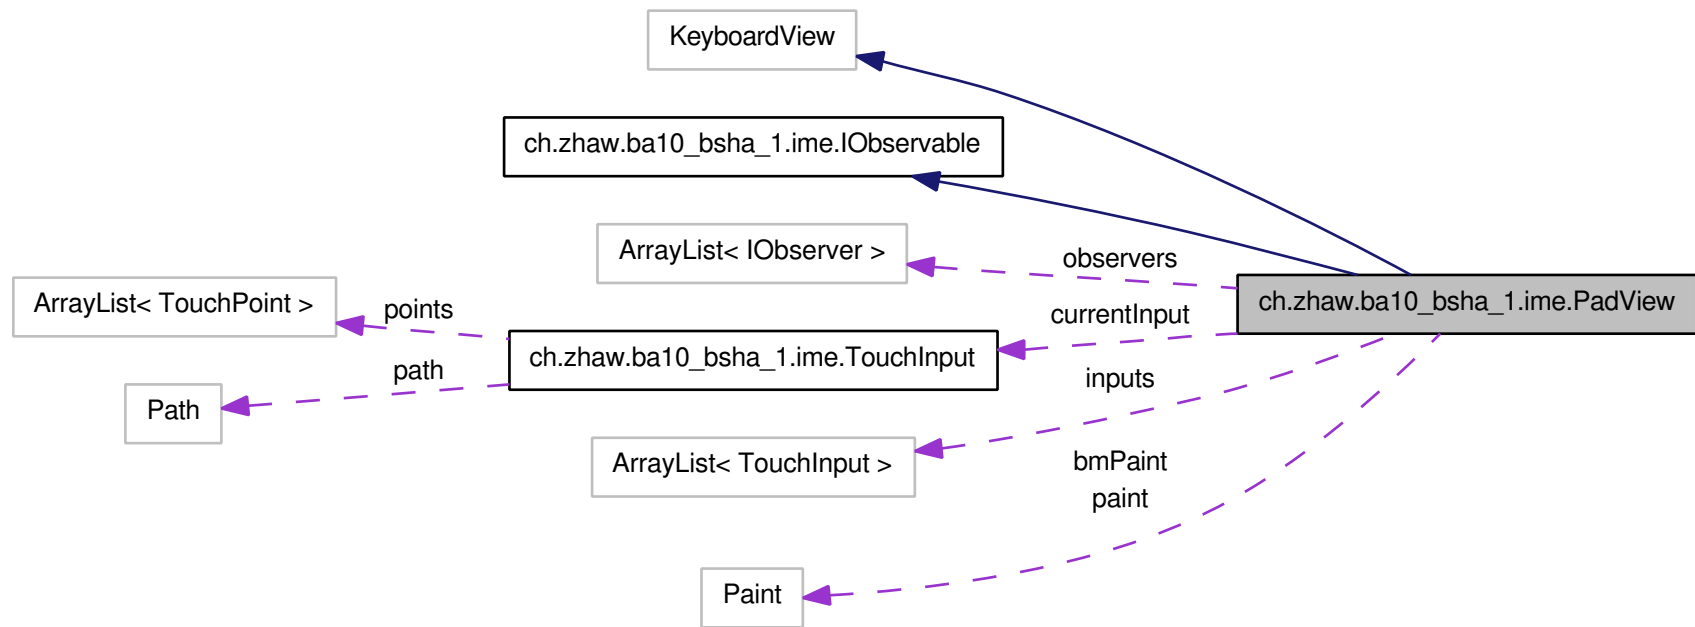 KeyboardView
ch.zhaw.ba10_bsha_1.ime.IObservable
ArrayList< IObserver >
observers
ch.zhaw.ba10_bsha_1.ime.PadView
ArrayList< TouchPoint >
points
currentInput
ch.zhaw.ba10_bsha_1.ime.TouchInput
path
inputs
Path
ArrayList< TouchInput >
bmPaint
paint
Paint